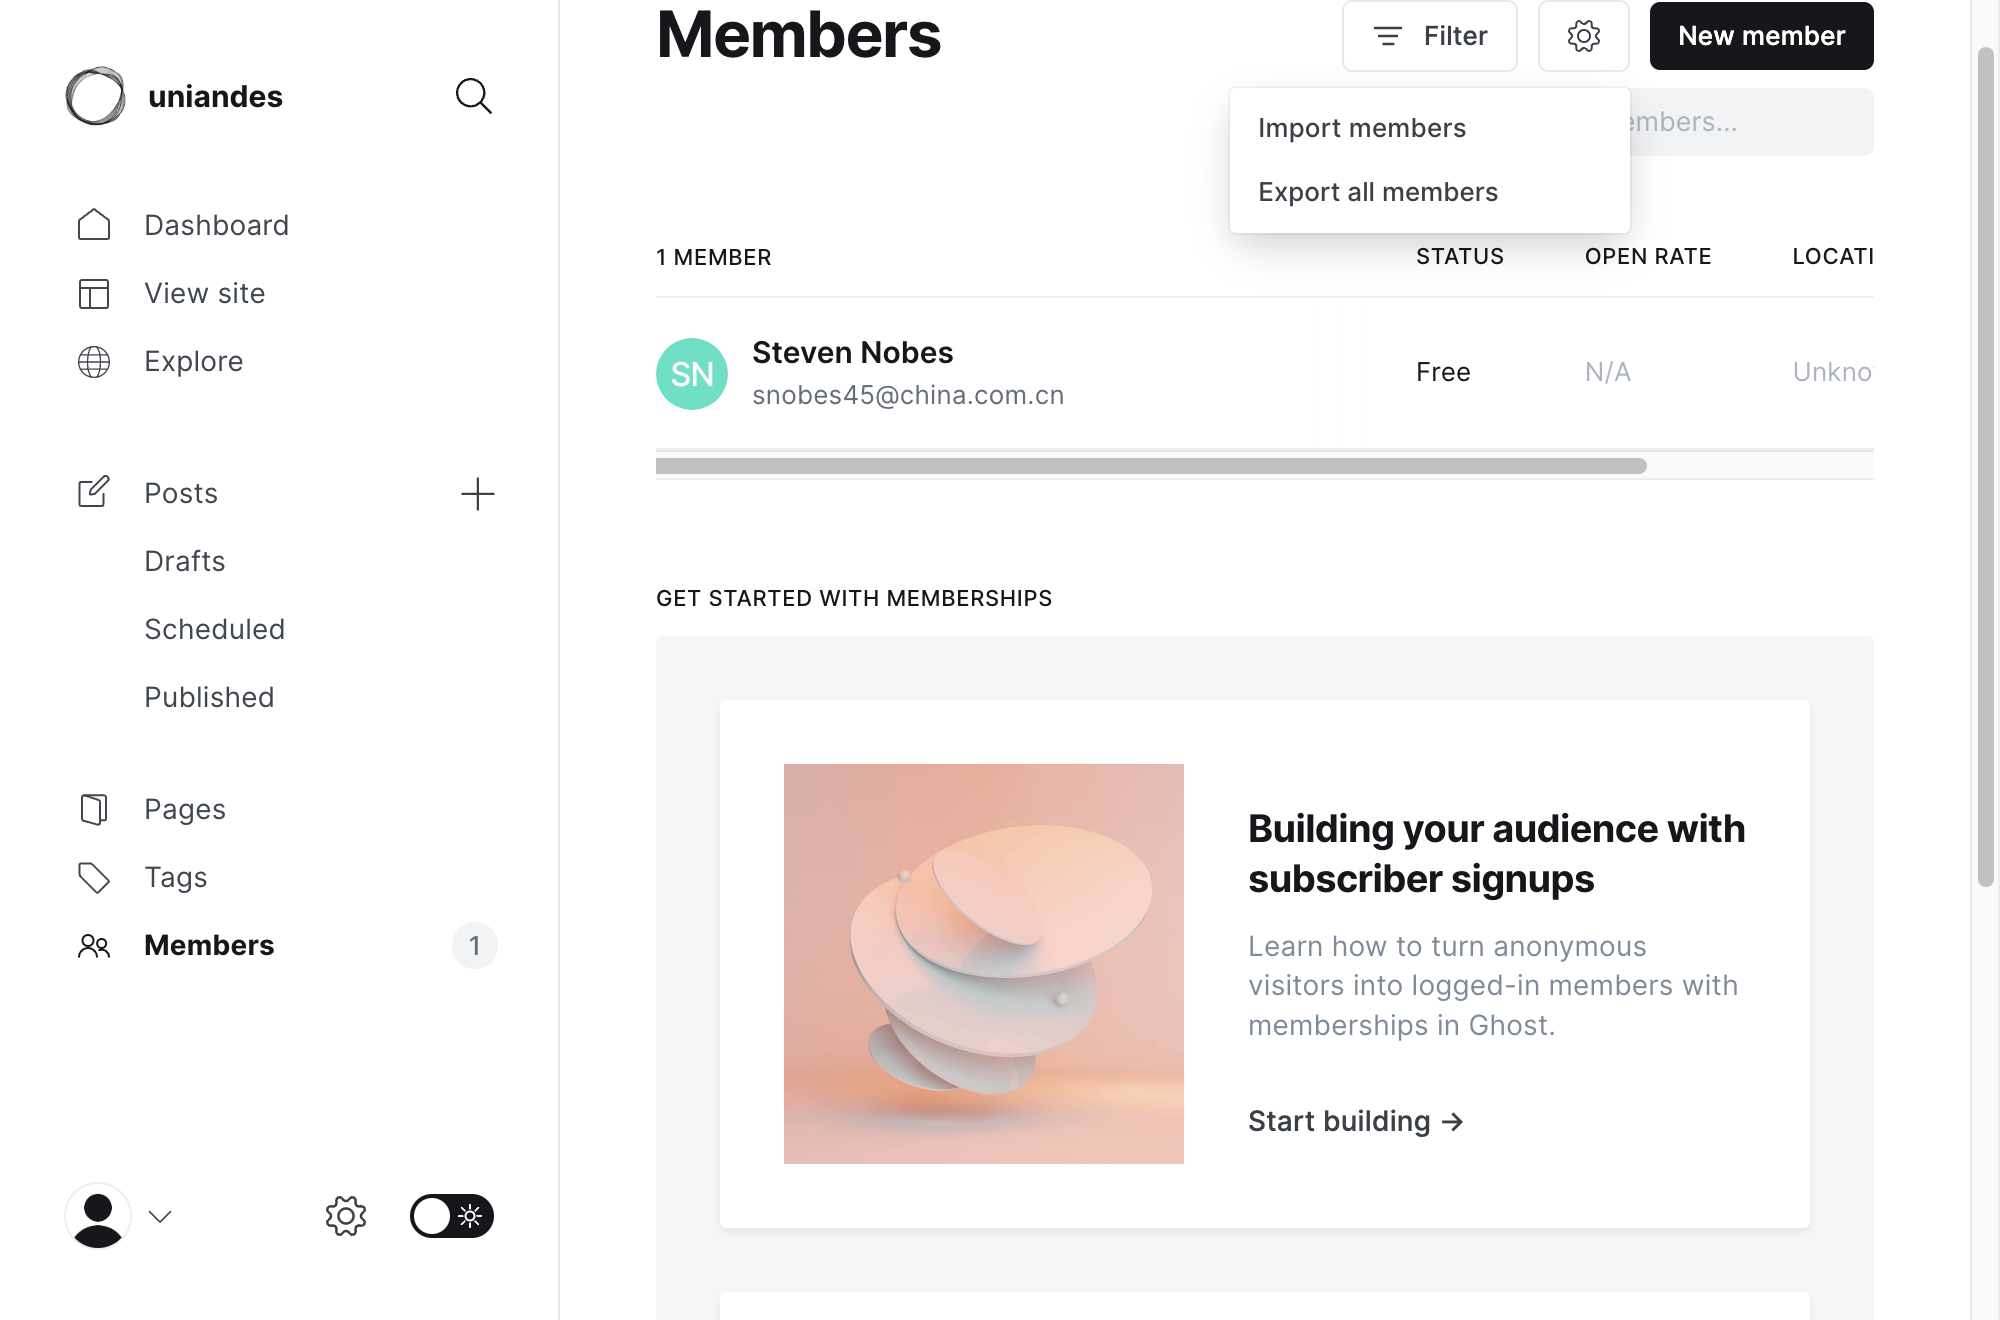 uniandes
Dashboard
View site
Explore
Posts
Drafts
Scheduled
Published
Pages
Tags
Members
1
Members
Filter
New member
Import members
Export all members
embers...
1 MEMBER
STATUS
OPEN RATE
LOCATI
SN
Steven Nobes
snobes45@china.com.cn
Free
N/A
Unkno
GET STARTED WITH MEMBERSHIPS
Building your audience with
subscriber signups
Learn how to turn anonymous
visitors into logged-in members with
memberships in Ghost.
Start building →